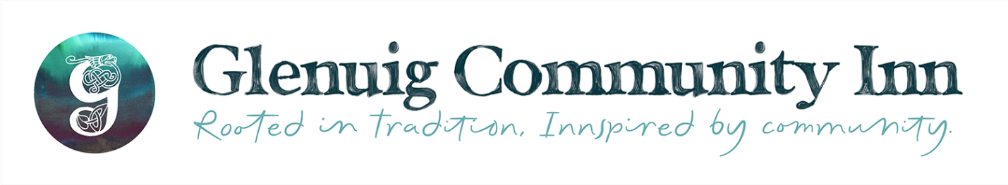 g
Glenuig Community Inn
Rooted in tradition. Innspired by community.